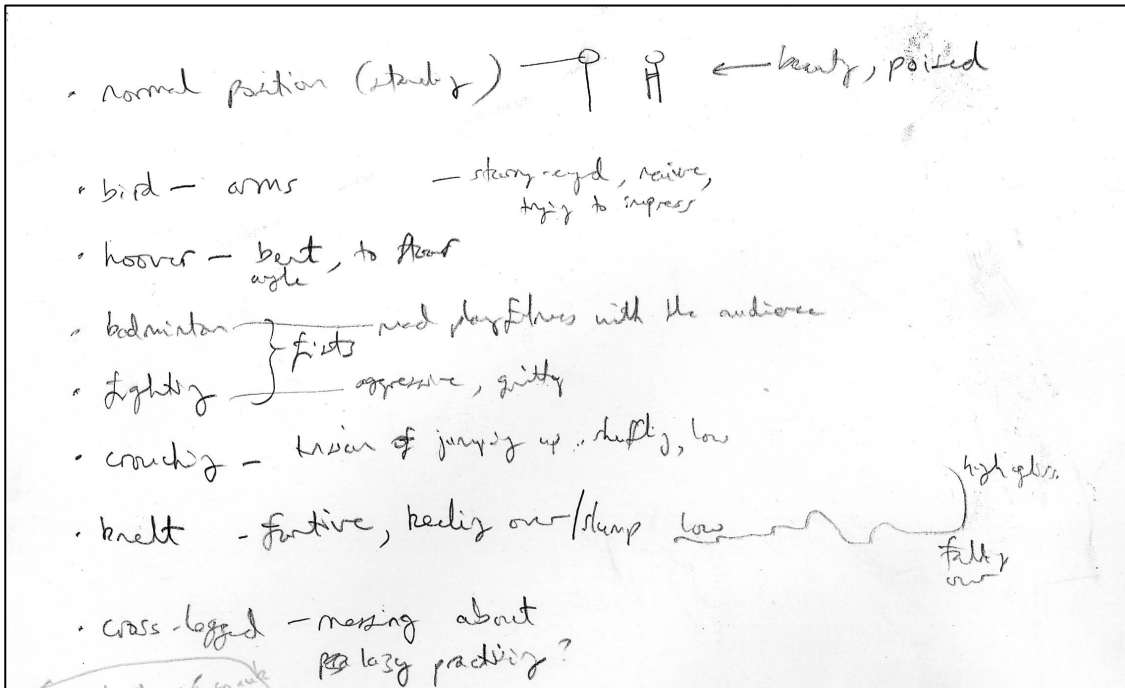 · normal position (standing) ← beauty, poised
· bird – arms – starry-eyed, naive,
trying to impress
· hoover – bent, to floor
angle
· badminton playfulness with the audience
} fists
· fighting aggressive, gritty
· crouching – tension of jumping up, shuffling, low
high gliss.
· knelt – furtive, keeling over/slump low
falling
over
· cross-legged – messing about
lazy practising?